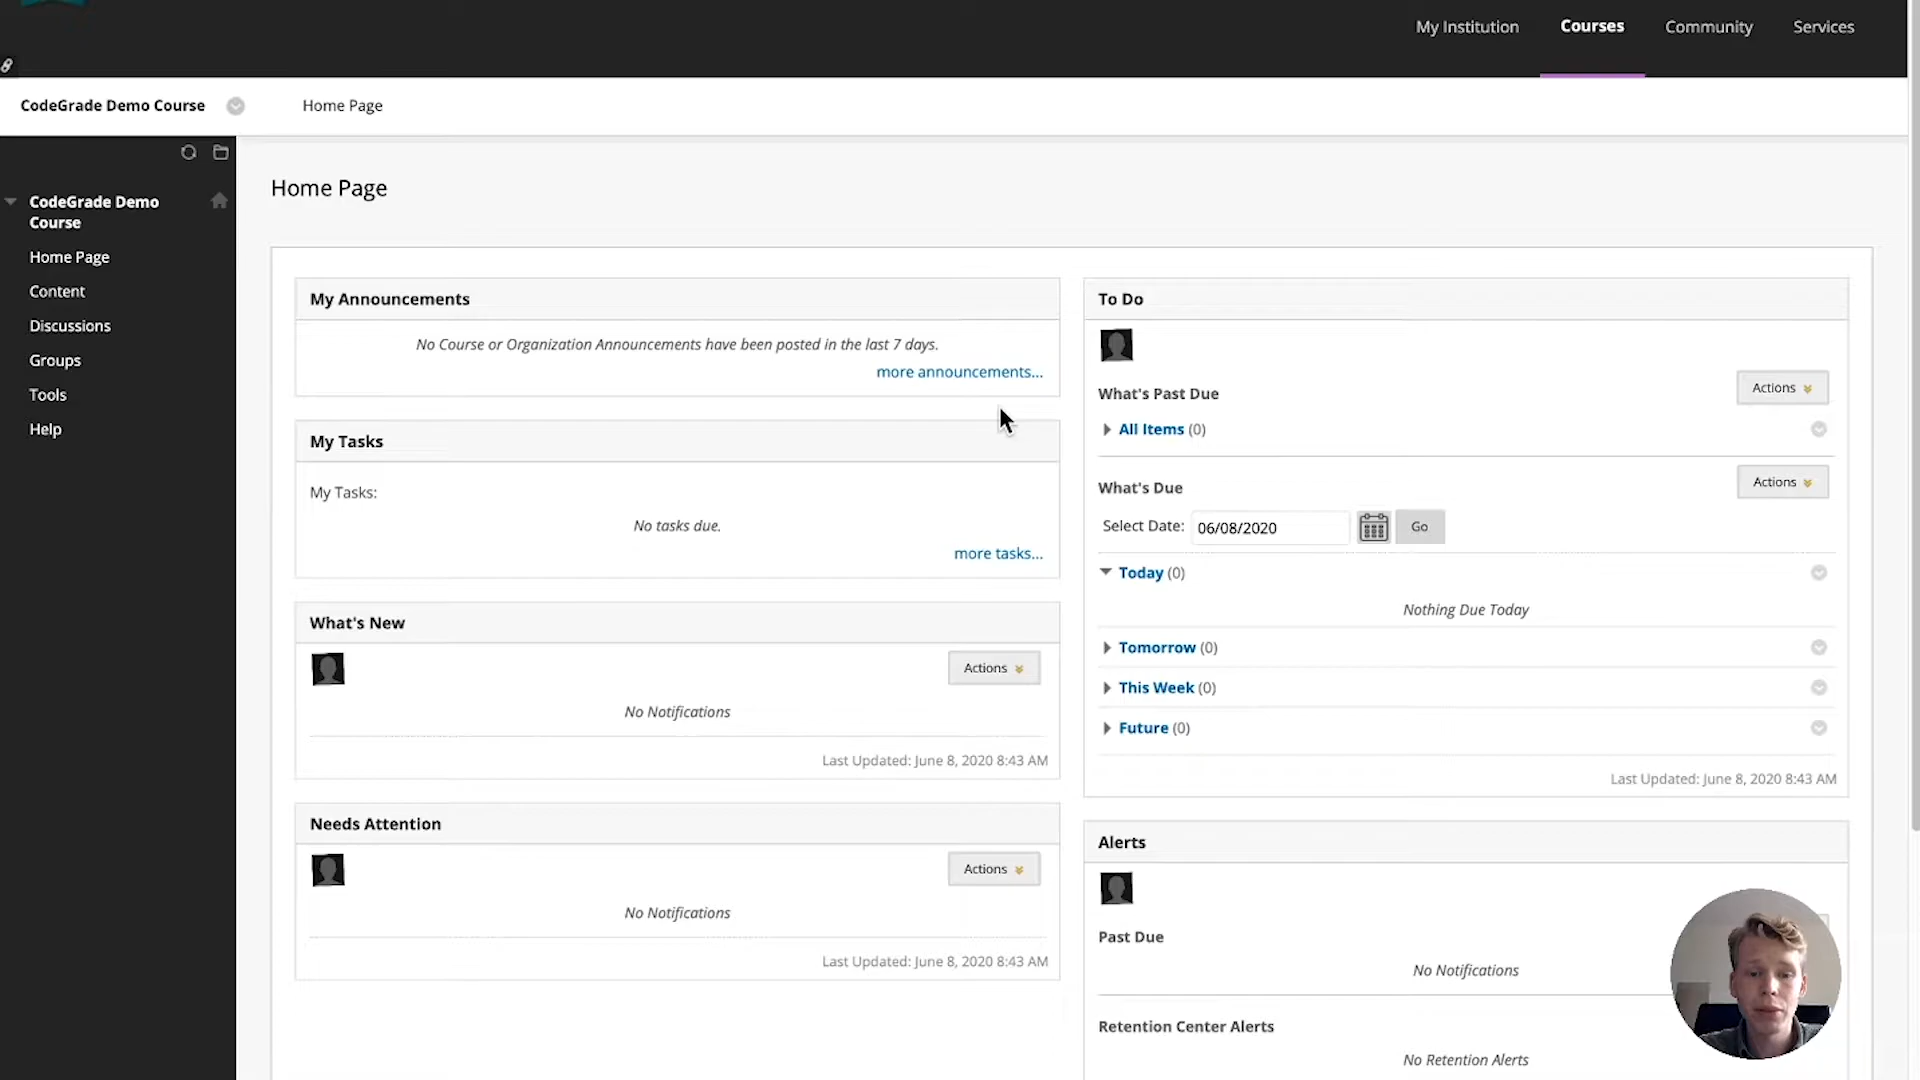 My Institution
Courses
Community
Services
CodeGrade Demo Course
Home Page
CodeGrade Demo
Course
Home Page
Content
Discussions
Groups
Tools
Help
Home Page
My Announcements
No Course or Organization Announcements have been posted in the last 7 days.
more announcements...
My Tasks
My Tasks:
No tasks due.
more tasks...
What's New
Actions
No Notifications
Last Updated: June 8, 2020 8:43 AM
Needs Attention
Actions
No Notifications
Last Updated: June 8, 2020 8:43 AM
To Do
What's Past Due
Actions
All Items (0)
What's Due
Actions
Select Date: 06/08/2020 Go
Today (0)
Nothing Due Today
Tomorrow (0)
This Week (0)
Future (0)
Last Updated: June 8, 2020 8:43 AM
Alerts
Past Due
No Notifications
Retention Center Alerts
No Retention Alerts